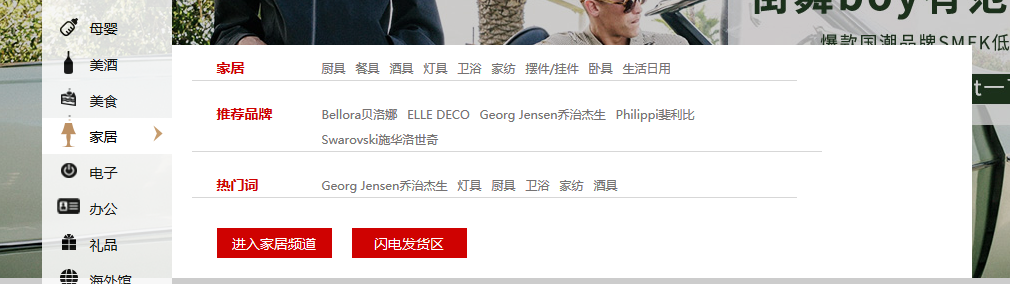 街舞boy有范
爆款国潮品牌SMFK低
母婴
美酒
美食
家居
电子
办公
礼品
海外馆
家居 厨具 餐具 酒具 灯具 卫浴 家纺 摆件/挂件 卧具 生活日用
推荐品牌 Bellora贝洛娜 ELLE DECO Georg Jensen乔治杰生 Philippi斐利比
Swarovski施华洛世奇
热门词 Georg Jensen乔治杰生 灯具 厨具 卫浴 家纺 酒具
进入家居频道 闪电发货区
t一